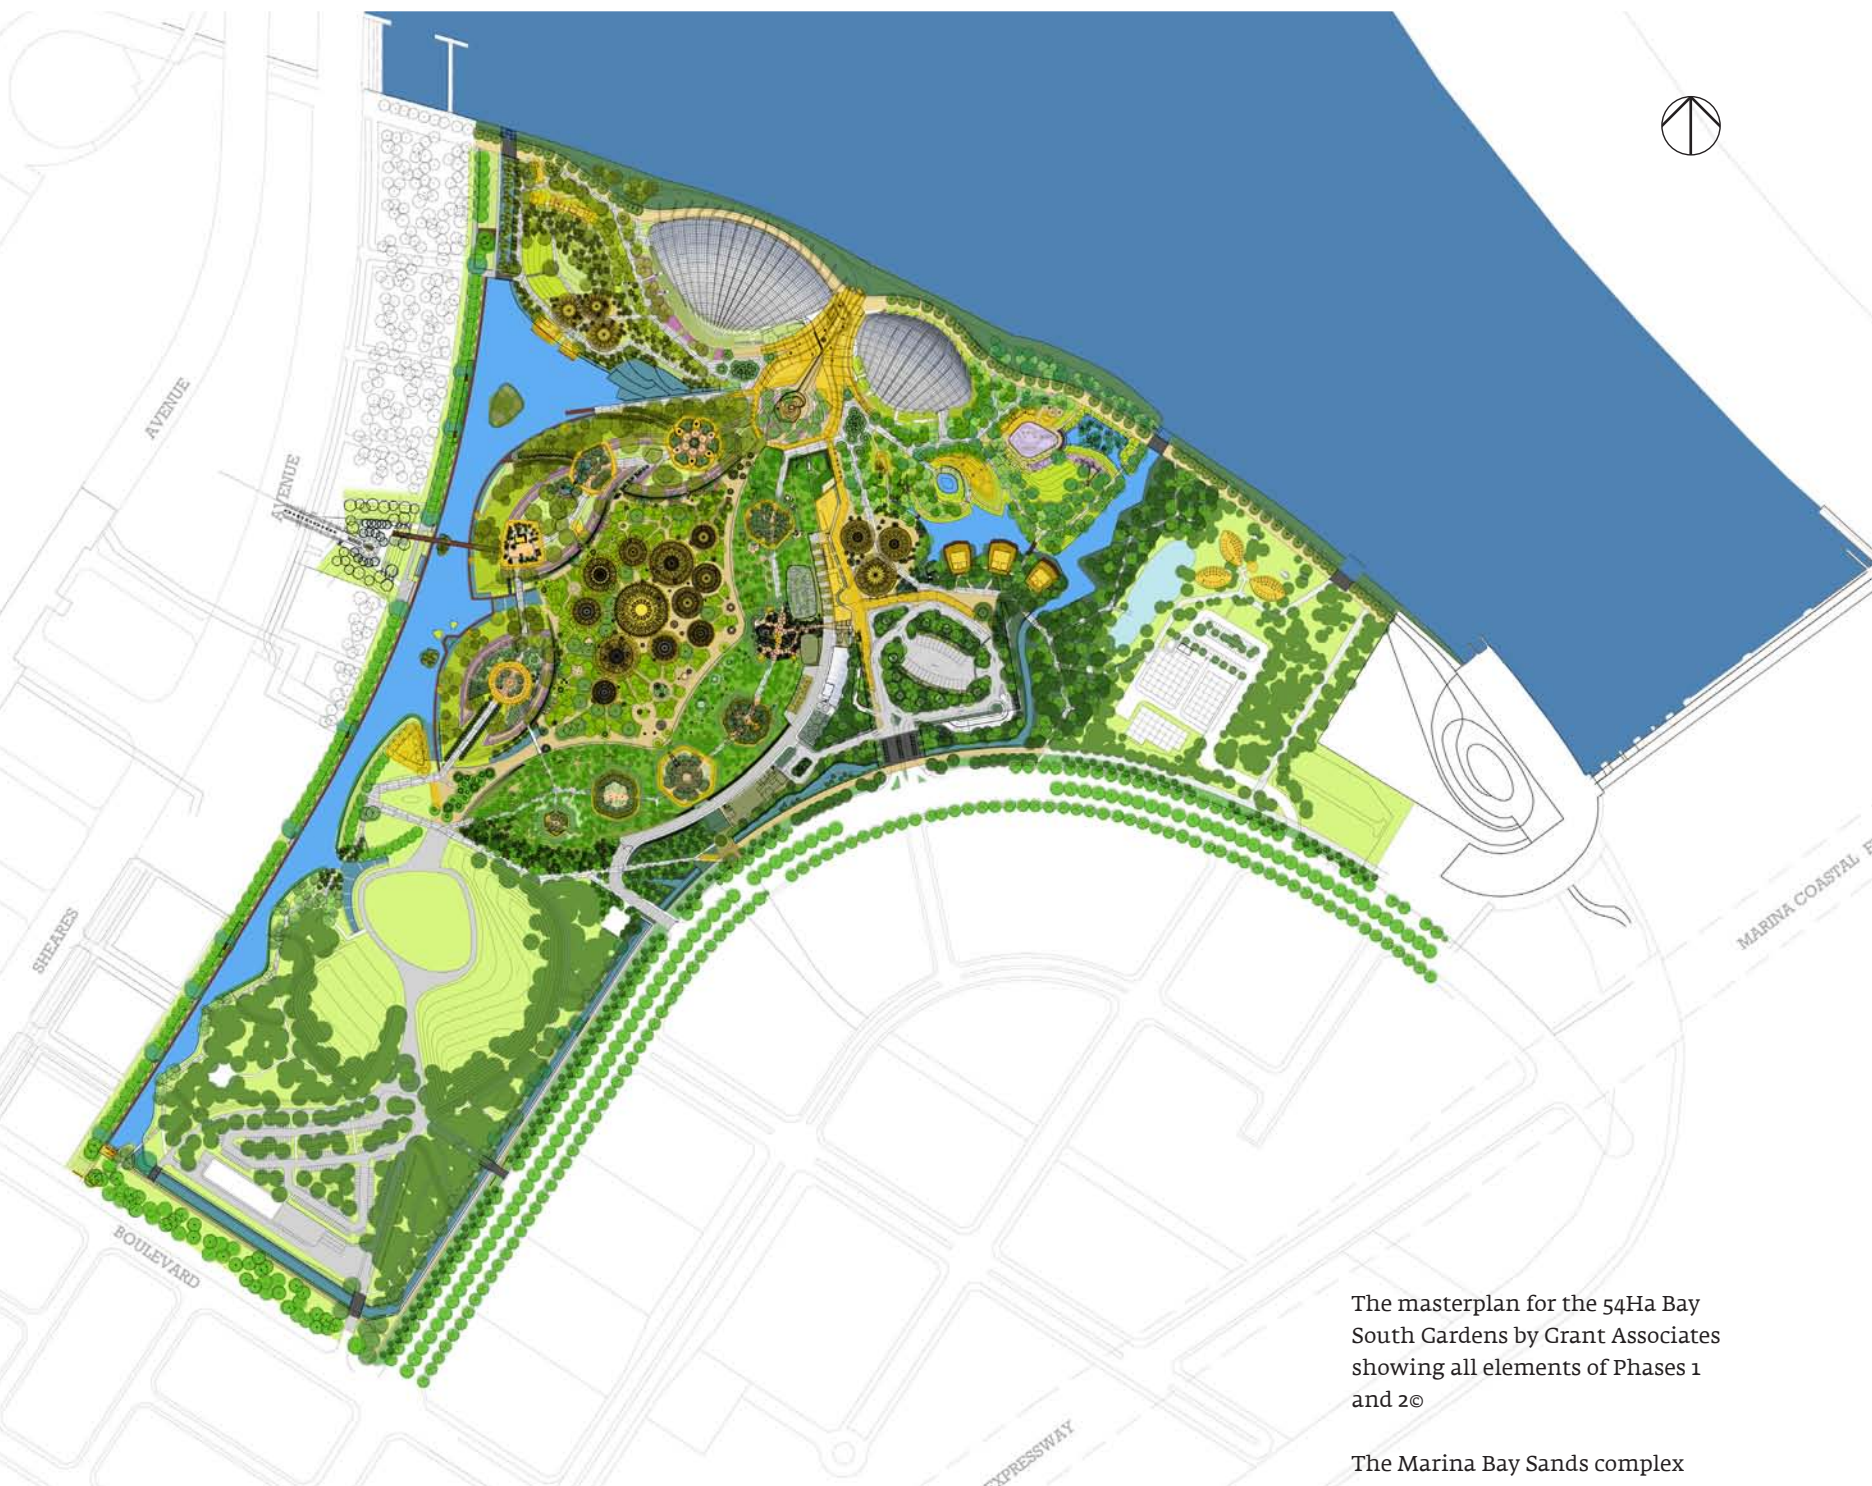 AVENUE
AVENUE
SHEARES
BOULEVARD
MARINA COASTAL
EXPRESSWAY
The masterplan for the 54Ha Bay
South Gardens by Grant Associates
showing all elements of Phases 1
and 2©
The Marina Bay Sands complex